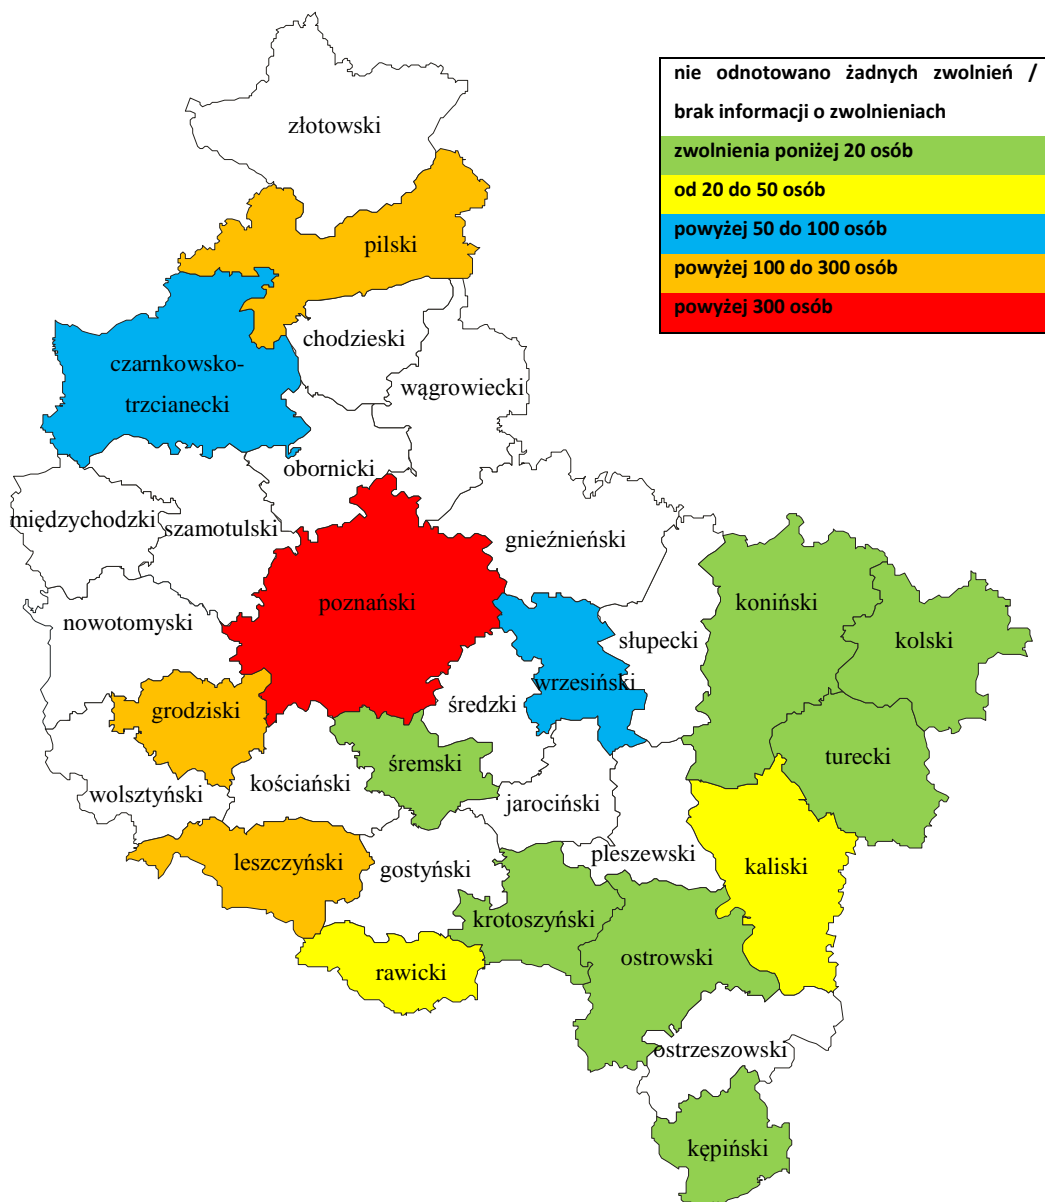 nie odnotowano żadnych zwolnień /
brak informacji o zwolnieniach
zwolnienia poniżej 20 osób
od 20 do 50 osób
powyżej 50 do 100 osób
powyżej 100 do 300 osób
powyżej 300 osób
złotowski
pilski
chodzieski
czarnkowsko-
trzcianecki
wągrowiecki
obornicki
międzychodzki
szamotulski
gnieźnieński
poznański
koniński
nowotomyski
słupecki
kolski
wrzesiński
średzki
grodziski
turecki
śremski
kościański
wolsztyński
jarociński
pleszewski
leszczyński
gostyński
kaliski
krotoszyński
ostrowski
rawicki
ostrzeszowski
kępiński